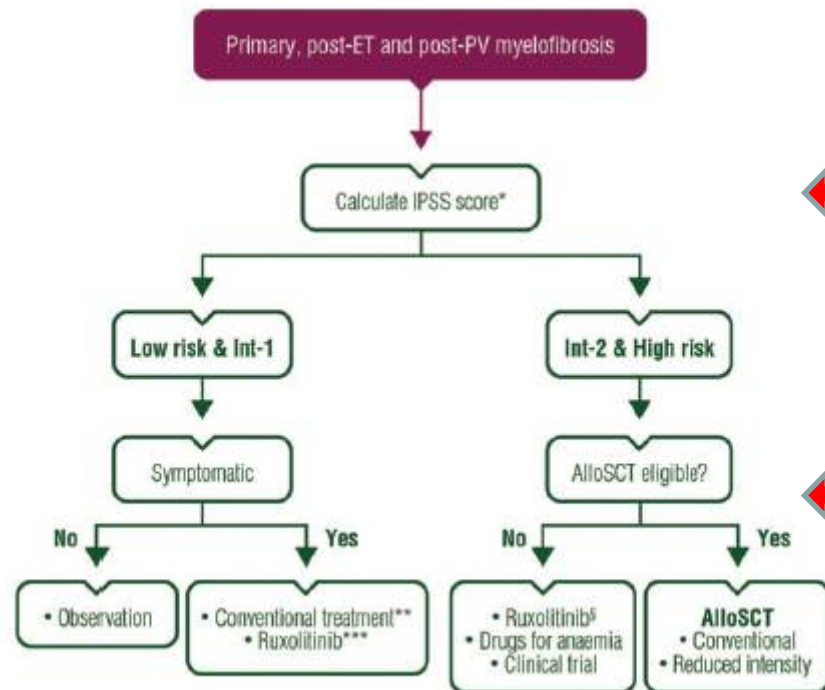 Primary, post-ET and post-PV myelofibrosis
Calculate IPSS score*
Low risk & Int-1
Int-2 & High risk
Symptomatic
AlloSCT eligible?
No
Yes
No
Yes
• Observation
• Conventional treatment**
• Ruxolitinib***
• Ruxolitinib§
• Drugs for anaemia
• Clinical trial
AlloSCT
• Conventional
• Reduced intensity